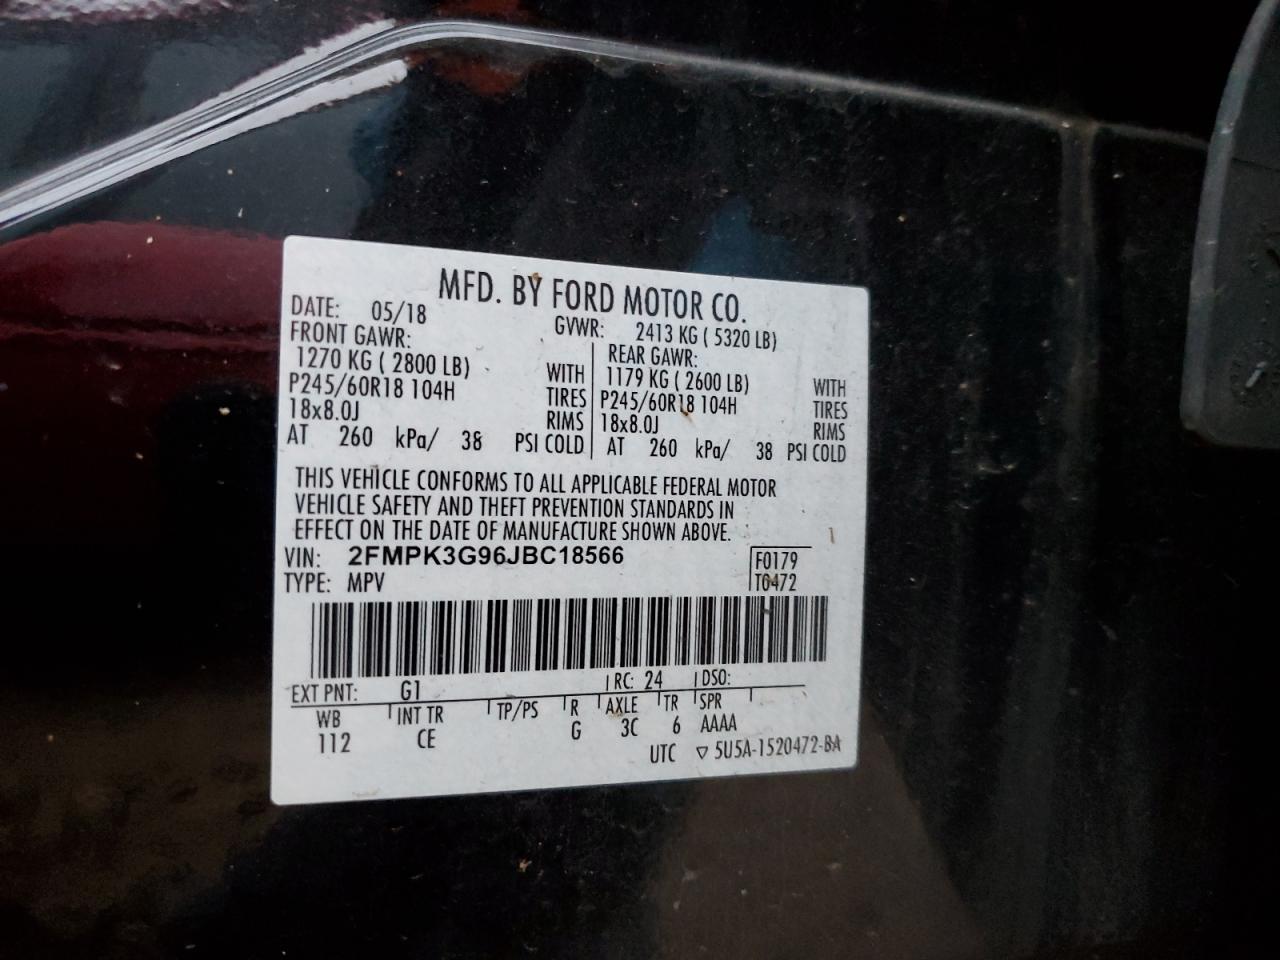 MFD. BY FORD MOTOR CO.
DATE: 05/18 GVWR: 2413 KG ( 5320 LB)
FRONT GAWR:
1270 KG ( 2800 LB) WITH
P245/60R18 104H TIRES
18x8.0J RIMS
AT 260 kPa/ 38 PSI COLD
REAR GAWR:
1179 KG ( 2600 LB) WITH
P245/60R18 104H TIRES
18x8.0J RIMS
AT 260 kPa/ 38 PSI COLD
THIS VEHICLE CONFORMS TO ALL APPLICABLE FEDERAL MOTOR
VEHICLE SAFETY AND THEFT PREVENTION STANDARDS IN
EFFECT ON THE DATE OF MANUFACTURE SHOWN ABOVE.
VIN: 2FMPK3G96JBC18566 F0179
TYPE: MPV T0472
EXT PNT: G1 RC: 24 DSO:
WB INT TR TP/PS R AXLE TR SPR
112 CE G 3C 6 AAAA
UTC ▽ 5U5A-1520472-BA